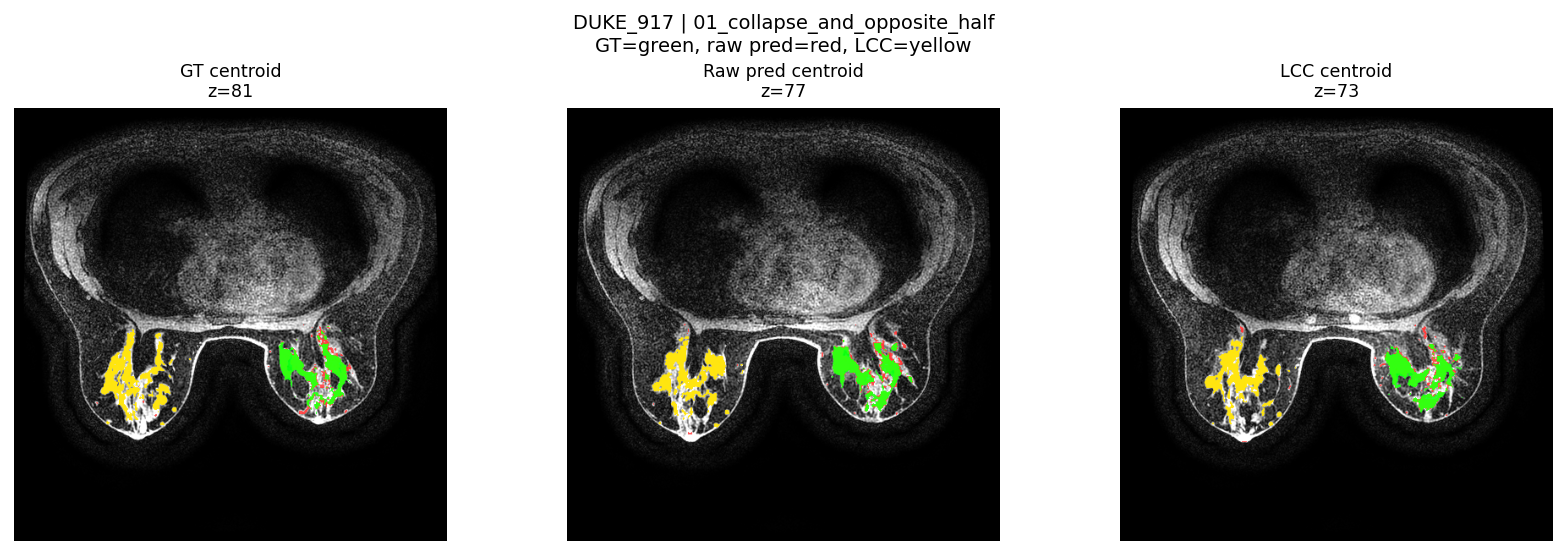 DUKE_917 | 01_collapse_and_opposite_half
GT=green, raw pred=red, LCC=yellow
GT centroid
z=81
Raw pred centroid
z=77
LCC centroid
z=73